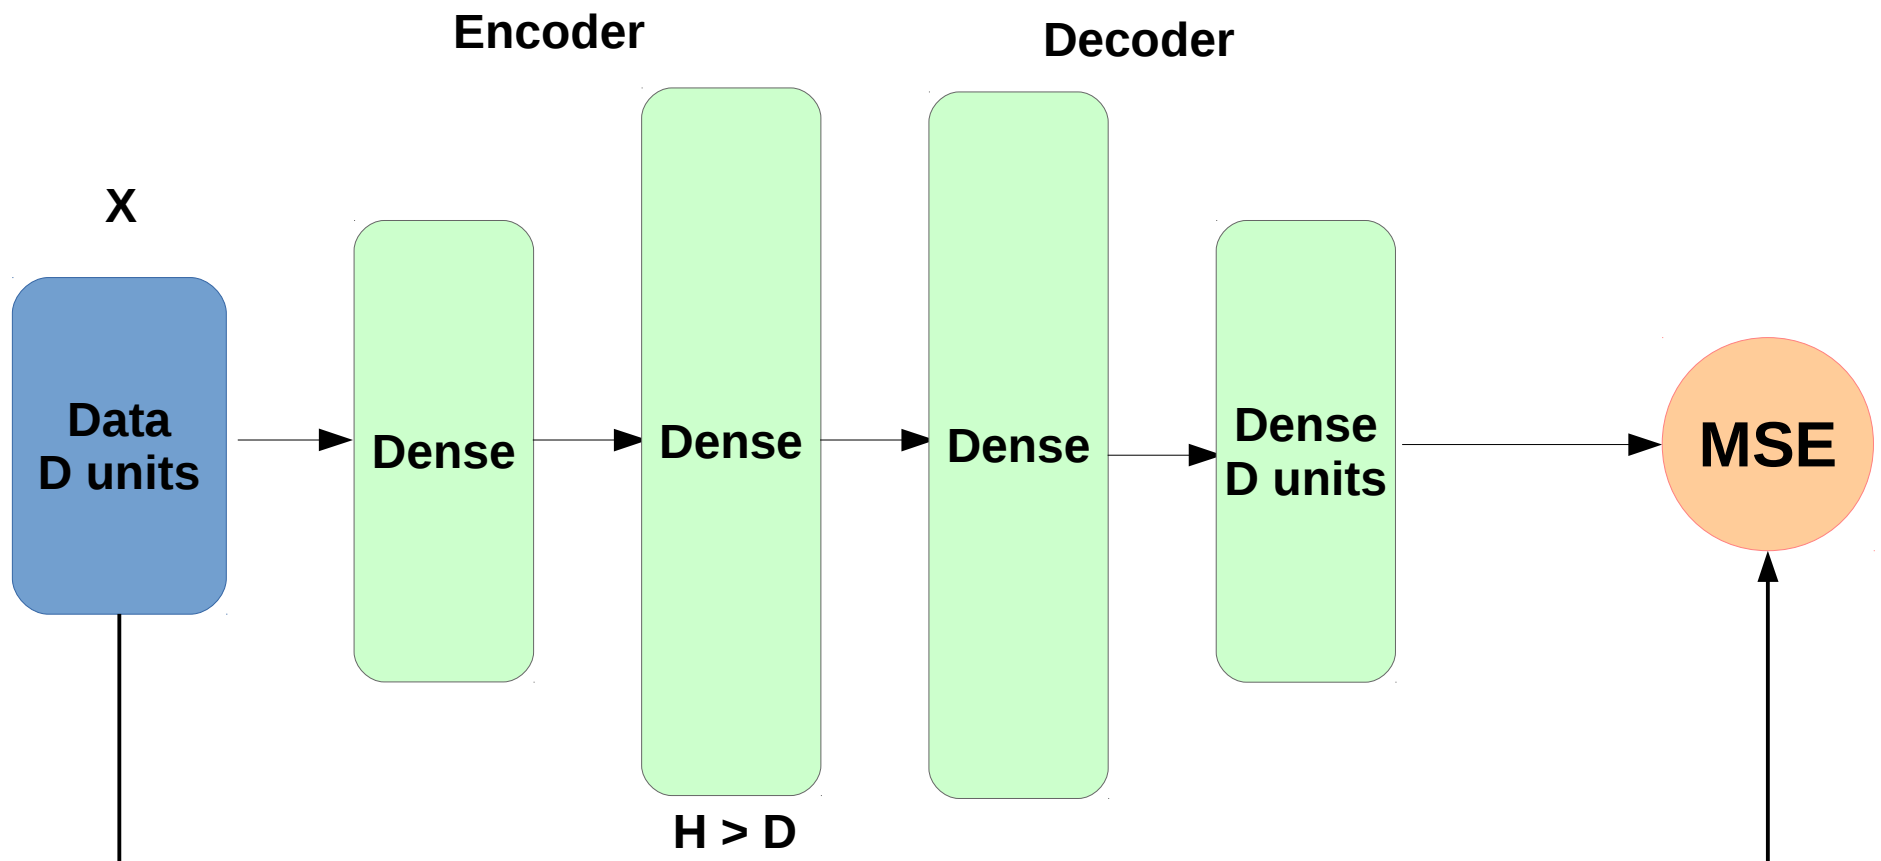 Encoder
Decoder
X
Data
D units
Dense
Dense
Dense
Dense
D units
MSE
H > D